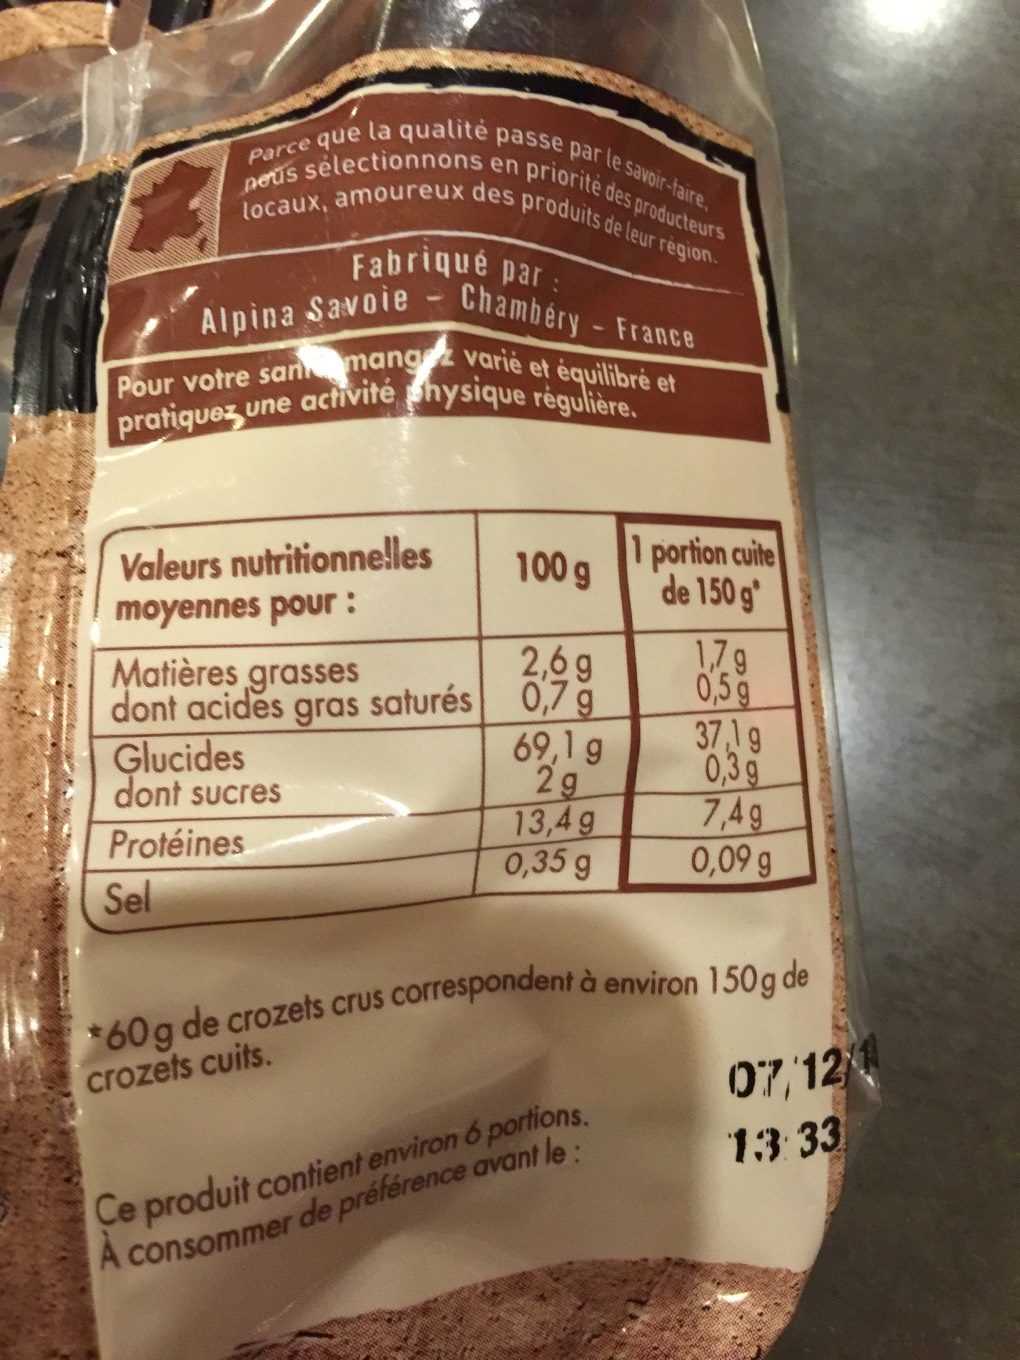 Parce que la qualité passe par le savoir-faire,
nous sélectionnons en priorité des producteurs
locaux, amoureux des produits de leur région.
Fabriqué par :
Alpina Savoie - Chambéry - France
Pour votre santé mangez varié et équilibré et
pratiquez une activité physique régulière.
Valeurs nutritionnelles moyennes pour : 100 g 1 portion cuite de 150 g*
Matières grasses 2,6 g 1,7 g
dont acides gras saturés 0,7 g 0,5 g
Glucides 69,1 g 37,1 g
dont sucres 2 g 0,3 g
Protéines 13,4 g 7,4 g
Sel 0,35 g 0,09 g
*60 g de crozets crus correspondent à environ 150 g de
crozets cuits.
Ce produit contient environ 6 portions.
À consommer de préférence avant le :
07/12/1
13:33